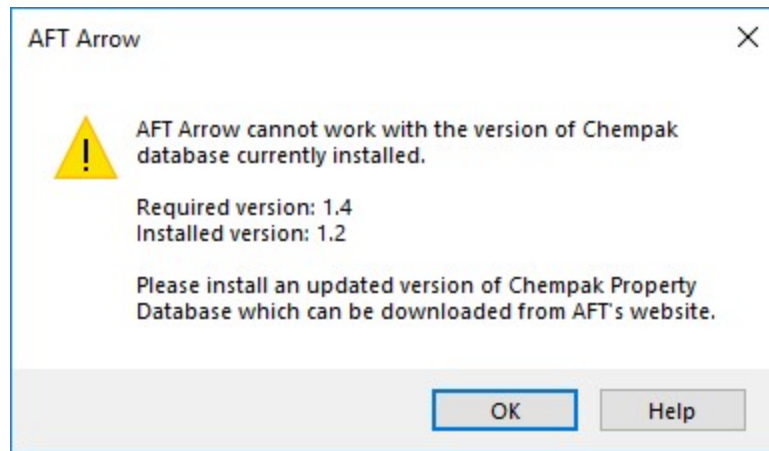 AFT Arrow
AFT Arrow cannot work with the version of Chempak
database currently installed.
Required version: 1.4
Installed version: 1.2
Please install an updated version of Chempak Property
Database which can be downloaded from AFT's website.
OK
Help